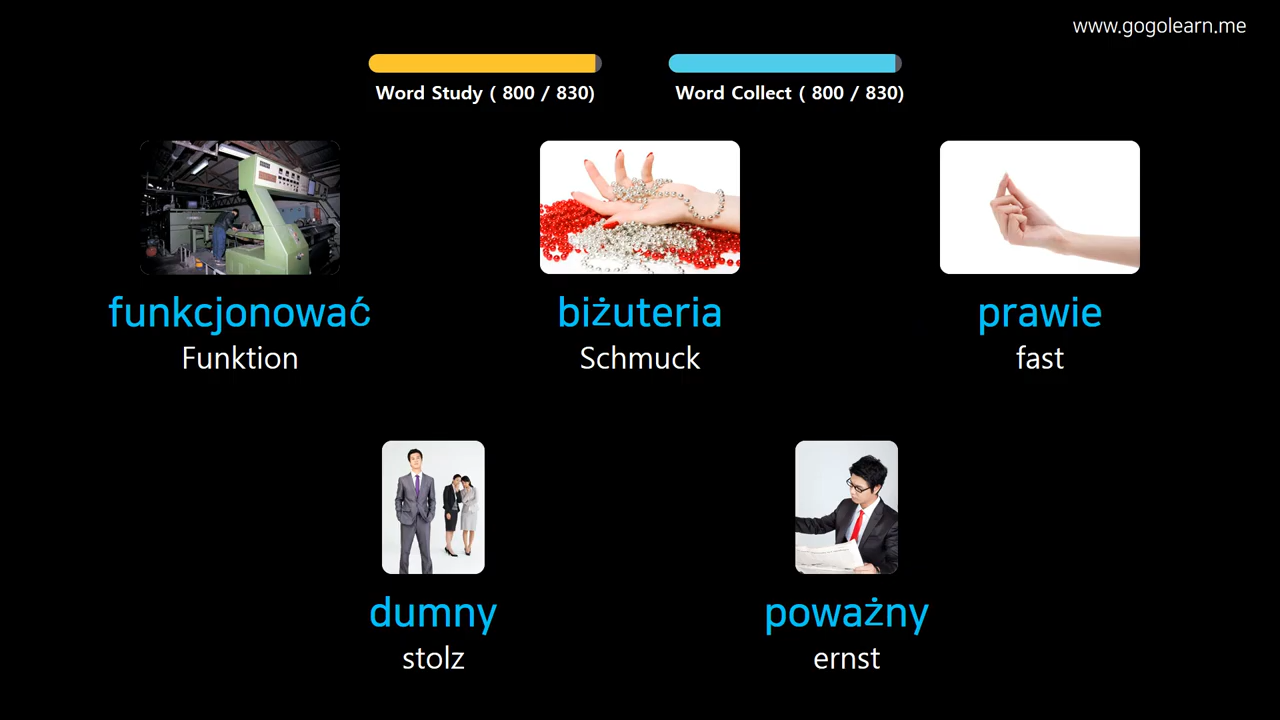 www.gogolearn.me
Word Study ( 800 / 830)
Word Collect ( 800 / 830)
funkcjonować
Funktion
biżuteria
Schmuck
prawie
fast
dumny
stolz
poważny
ernst